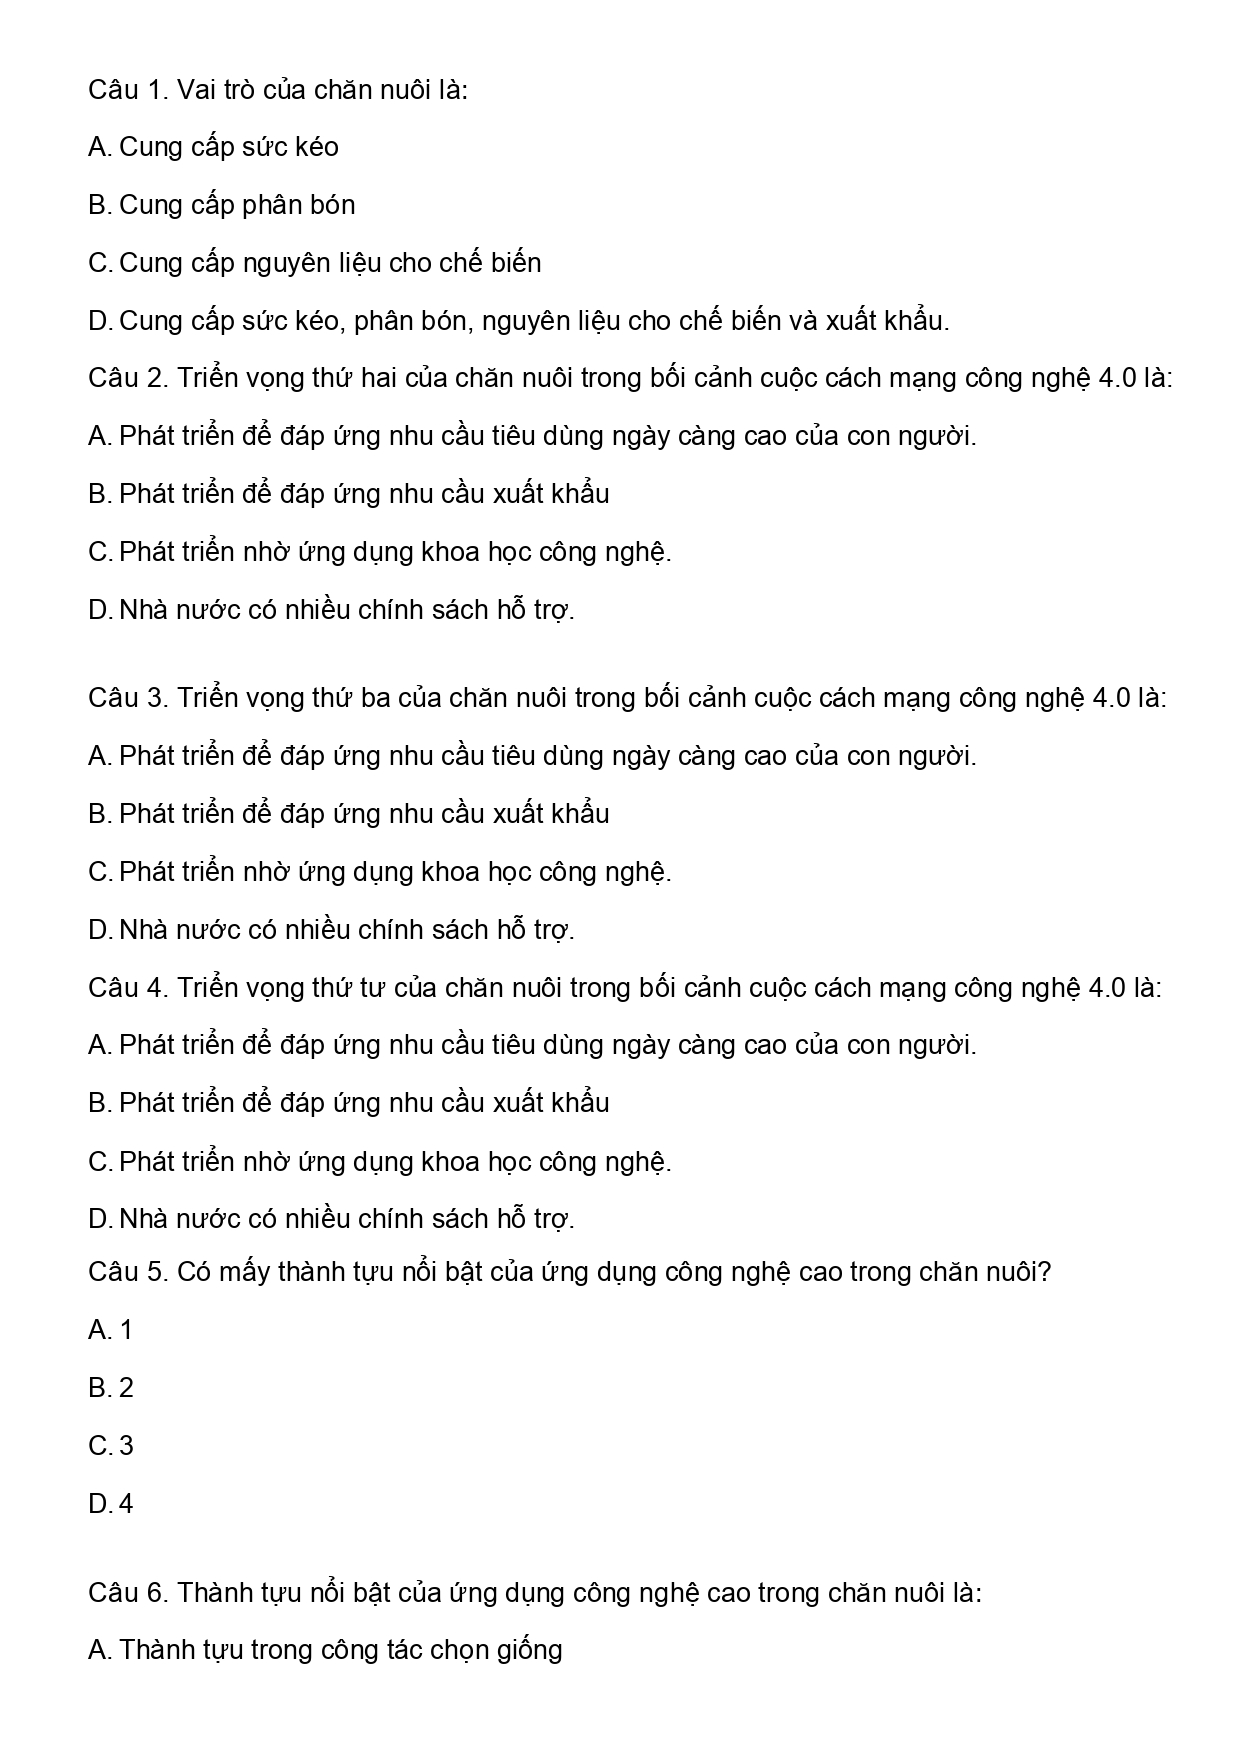 Câu 1. Vai trò của chăn nuôi là:
A. Cung cấp sức kéo
B. Cung cấp phân bón
C. Cung cấp nguyên liệu cho chế biến
D. Cung cấp sức kéo, phân bón, nguyên liệu cho chế biến và xuất khẩu.
Câu 2. Triển vọng thứ hai của chăn nuôi trong bối cảnh cuộc cách mạng công nghệ 4.0 là:
A. Phát triển để đáp ứng nhu cầu tiêu dùng ngày càng cao của con người.
B. Phát triển để đáp ứng nhu cầu xuất khẩu
C. Phát triển nhờ ứng dụng khoa học công nghệ.
D. Nhà nước có nhiều chính sách hỗ trợ.
Câu 3. Triển vọng thứ ba của chăn nuôi trong bối cảnh cuộc cách mạng công nghệ 4.0 là:
A. Phát triển để đáp ứng nhu cầu tiêu dùng ngày càng cao của con người.
B. Phát triển để đáp ứng nhu cầu xuất khẩu
C. Phát triển nhờ ứng dụng khoa học công nghệ.
D. Nhà nước có nhiều chính sách hỗ trợ.
Câu 4. Triển vọng thứ tư của chăn nuôi trong bối cảnh cuộc cách mạng công nghệ 4.0 là:
A. Phát triển để đáp ứng nhu cầu tiêu dùng ngày càng cao của con người.
B. Phát triển để đáp ứng nhu cầu xuất khẩu
C. Phát triển nhờ ứng dụng khoa học công nghệ.
D. Nhà nước có nhiều chính sách hỗ trợ.
Câu 5. Có mấy thành tựu nổi bật của ứng dụng công nghệ cao trong chăn nuôi?
A. 1
B. 2
C. 3
D. 4
Câu 6. Thành tựu nổi bật của ứng dụng công nghệ cao trong chăn nuôi là:
A. Thành tựu trong công tác chọn giống